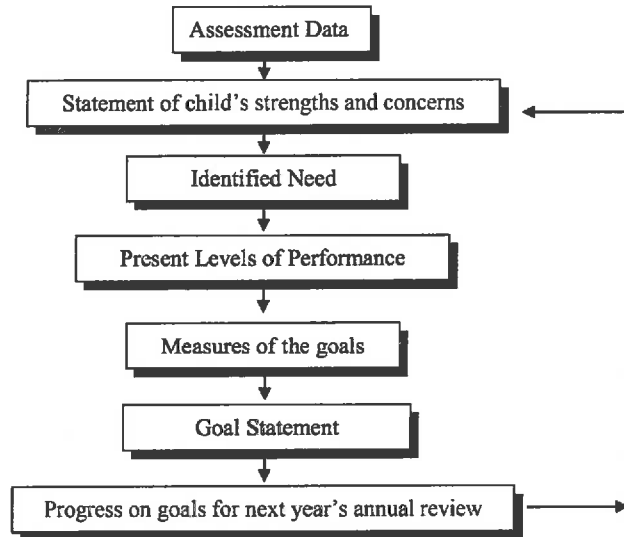 Assessment Data
Statement of child's strengths and concerns
Identified Need
Present Levels of Performance
Measures of the goals
Goal Statement
Progress on goals for next year's annual review